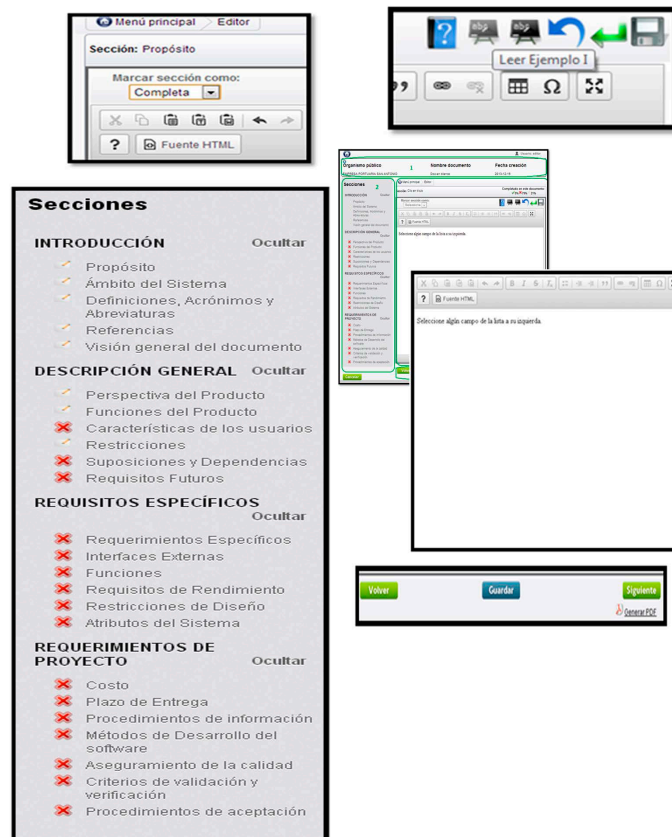 Menú principal Editor
Sección: Propósito
Marcar sección como:
Completa
? Fuente HTML
?
abç abç
Leer Ejemplo I
Ω
Secciones
INTRODUCCIÓN Ocultar
Propósito
Ámbito del Sistema
Definiciones, Acrónimos y
Abreviaturas
Referencias
Visión general del documento
DESCRIPCIÓN GENERAL Ocultar
Perspectiva del Producto
Funciones del Producto
Características de los usuarios
Restricciones
Suposiciones y Dependencias
Requisitos Futuros
REQUISITOS ESPECÍFICOS
Ocultar
Requerimientos Específicos
Interfaces Externas
Funciones
Requisitos de Rendimiento
Restricciones de Diseño
Atributos del Sistema
REQUERIMIENTOS DE
PROYECTO Ocultar
Costo
Plazo de Entrega
Procedimientos de información
Métodos de Desarrollo del
software
Aseguramiento de la calidad
Criterios de validación y
verificación
Procedimientos de aceptación
Organismo público 1 Nombre documento Fecha creación
Secciones 2
B I S
? Fuente HTML
Seleccione algún campo de la lista a su izquierda.
Volver Guardar Siguiente
Generar PDF